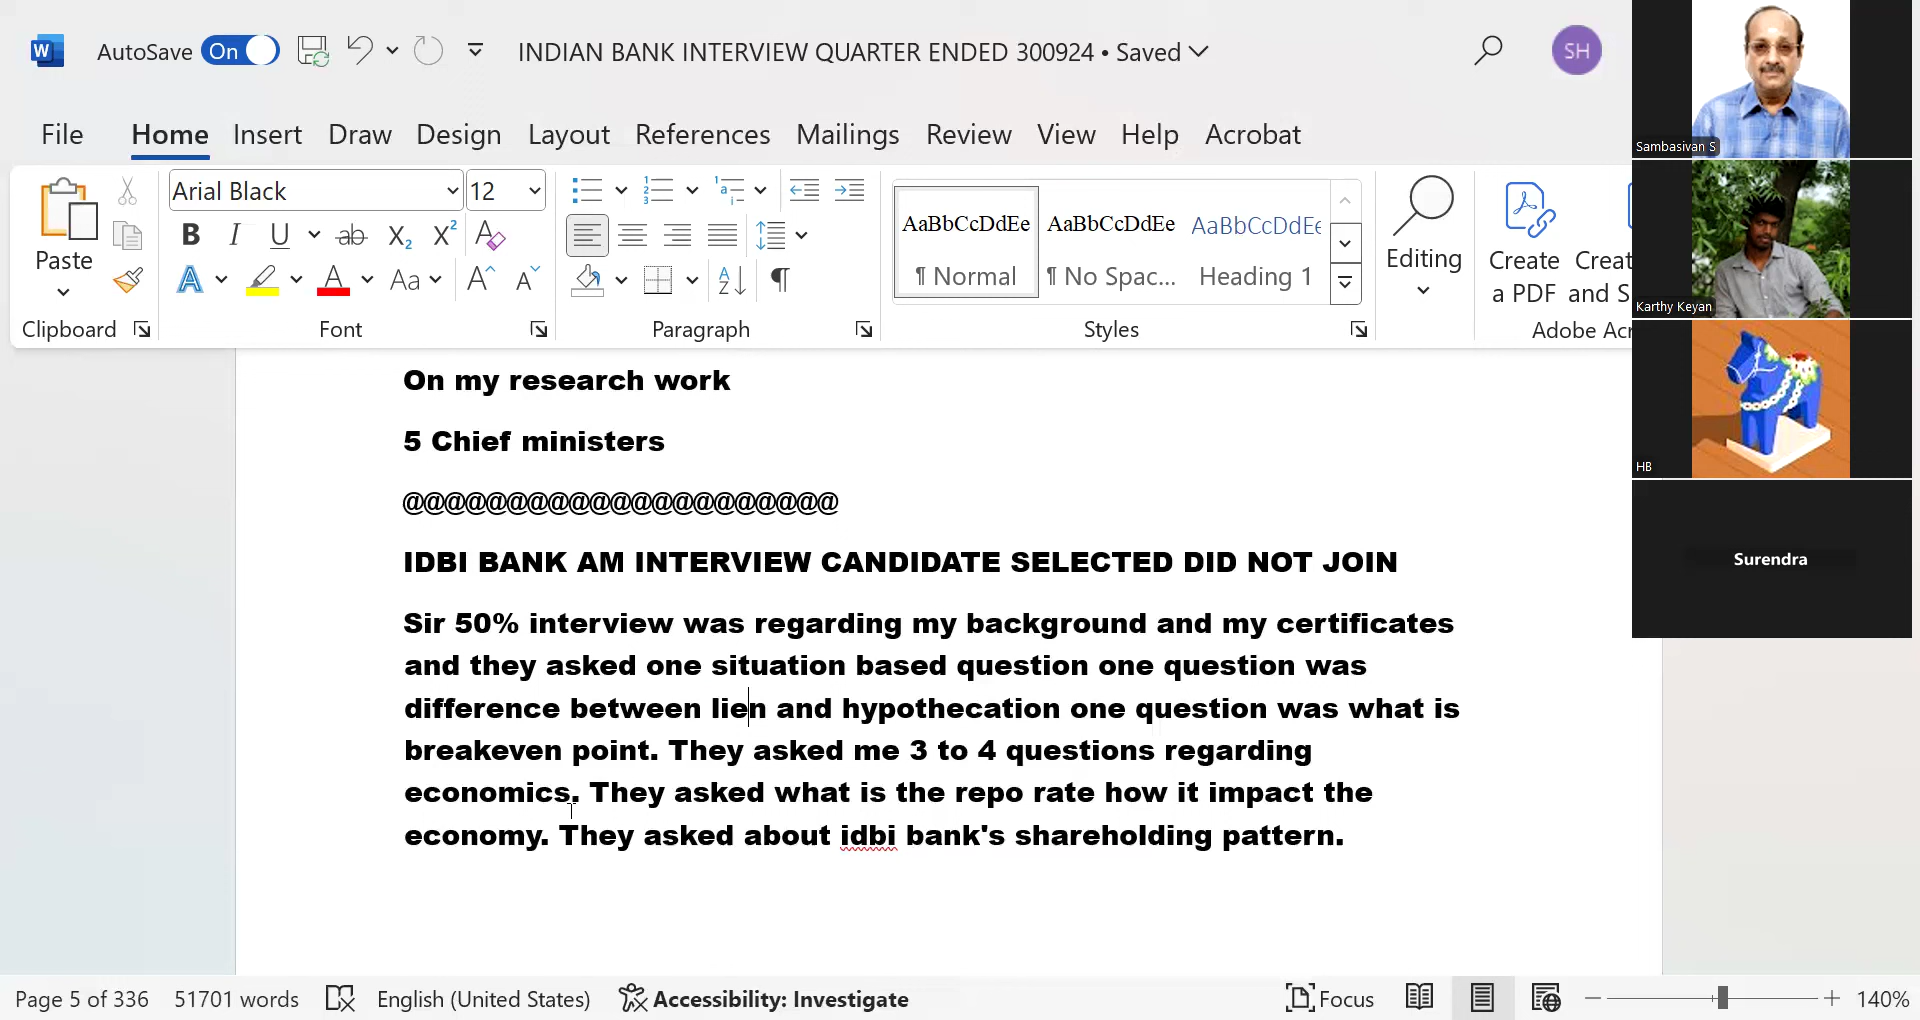 W AutoSave On INDIAN BANK INTERVIEW QUARTER ENDED 300924 • Saved SH
File Home Insert Draw Design Layout References Mailings Review View Help Acrobat
Sambasivan S
Arial Black 12
AaBbCcDdEe AaBbCcDdEe AaBbCcDdEe
Paste
¶ Normal ¶ No Spac... Heading 1
Editing
Create Creat
a PDF and S
Clipboard Font Paragraph Styles Adobe Acr
Karthy Keyan
On my research work
5 Chief ministers
HB
@@@@@@@@@@@@@@@@@@@@@
IDBI BANK AM INTERVIEW CANDIDATE SELECTED DID NOT JOIN
Surendra
Sir 50% interview was regarding my background and my certificates
and they asked one situation based question one question was
difference between lien and hypothecation one question was what is
breakeven point. They asked me 3 to 4 questions regarding
economics. They asked what is the repo rate how it impact the
economy. They asked about idbi bank's shareholding pattern.
Page 5 of 336 51701 words English (United States) Accessibility: Investigate Focus 140%